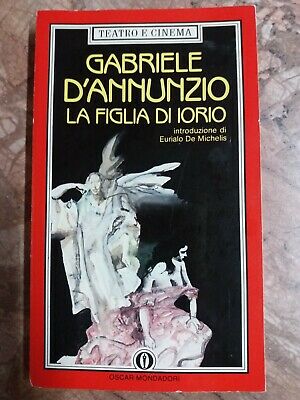 TEATRO E CINEMA
GABRIELE
D'ANNUNZIO
LA FIGLIA DI IORIO
introduzione di
Eurialo De Michelis
OSCAR MONDADORI